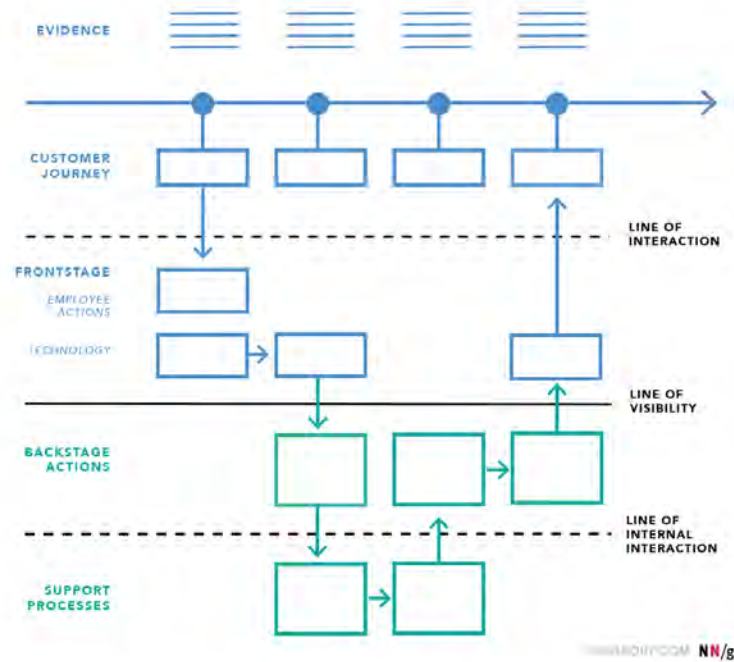 EVIDENCE
CUSTOMER
JOURNEY
LINE OF
INTERACTION
FRONTSTAGE
EMPLOYEE
ACTIONS
TECHNOLOGY
LINE OF
VISIBILITY
BACKSTAGE
ACTIONS
LINE OF
INTERNAL
INTERACTION
SUPPORT
PROCESSES
NN/g